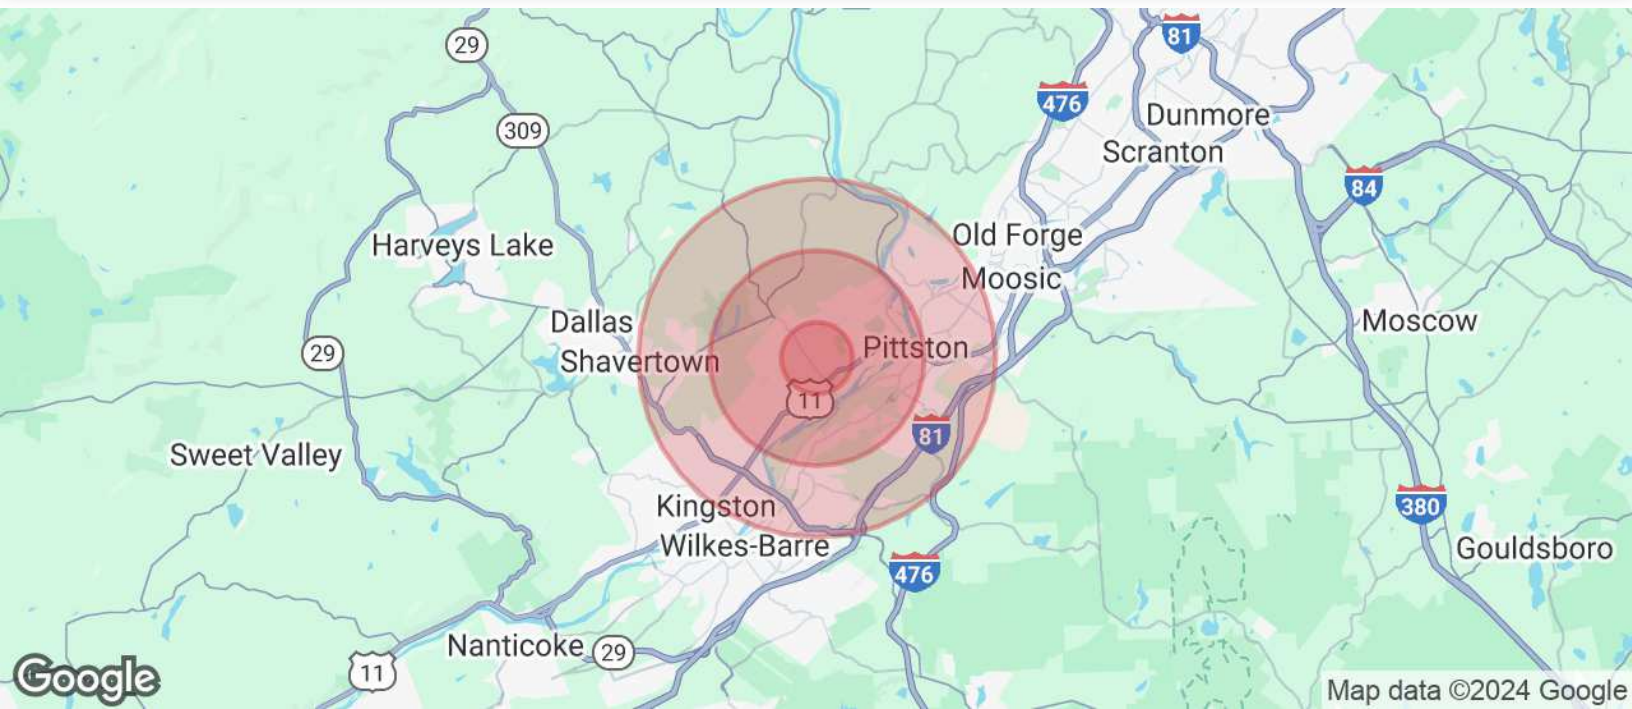 29
81
476
Dunmore
309
Scranton
84
Old Forge
Harveys Lake
Moosic
Dallas
Moscow
29
Pittston
Shavertown
11
81
Sweet Valley
Kingston
380
Wilkes-Barre
Gouldsboro
476
Nanticoke
29
11
Google
Map data ©2024 Google